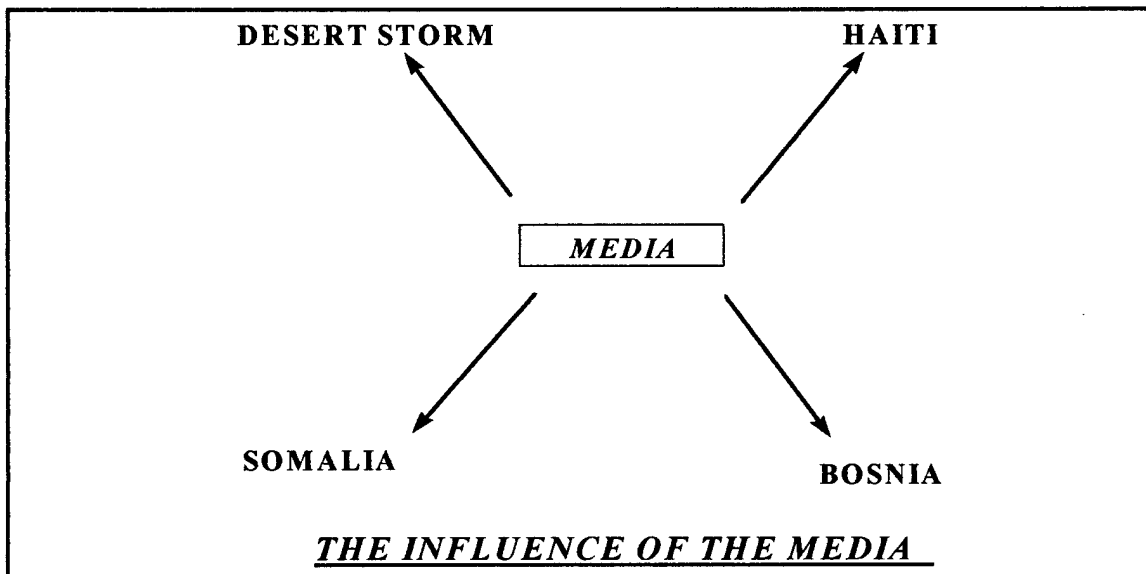 DESERT STORM
HAITI
MEDIA
SOMALIA
BOSNIA
THE INFLUENCE OF THE MEDIA